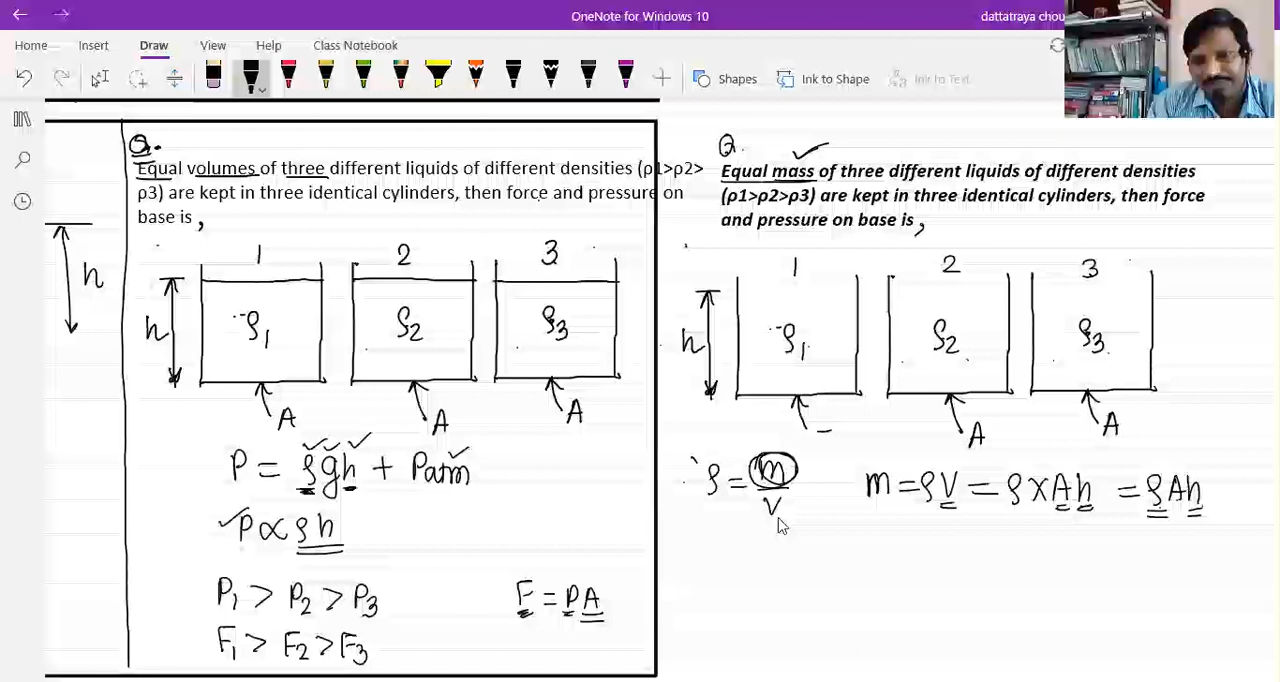 OneNote for Windows 10
dattatraya chou
Home Insert Draw View Help Class Notebook
Shapes Ink to Shape Ink to Text
Q.
Equal volumes of three different liquids of different densities (ρ1>ρ2>
ρ3) are kept in three identical cylinders, then force and pressure on
base is ,
h
1 2 3
h ρ1 ρ2 ρ3
A A A
P = ρgh + Patm
P ∝ ρh
P1 > P2 > P3
F = PA
F1 > F2 > F3
Q.
Equal mass of three different liquids of different densities
(ρ1>ρ2>ρ3) are kept in three identical cylinders, then force
and pressure on base is ,
1 2 3
h ρ1 ρ2 ρ3
A A
ρ = m/V m = ρV = ρ × Ah = ρAh